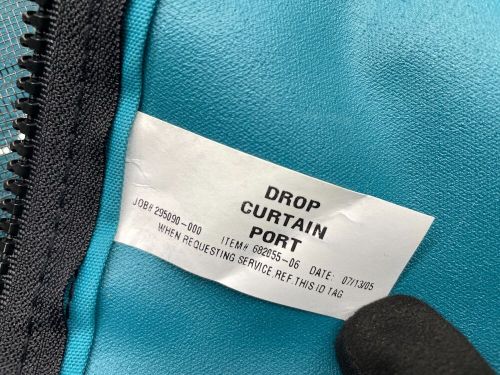 DROP
CURTAIN
PORT
JOB# 295090-000 ITEM# 682055-06 DATE: 07/13/05
WHEN REQUESTING SERVICE, REF. THIS ID TAG